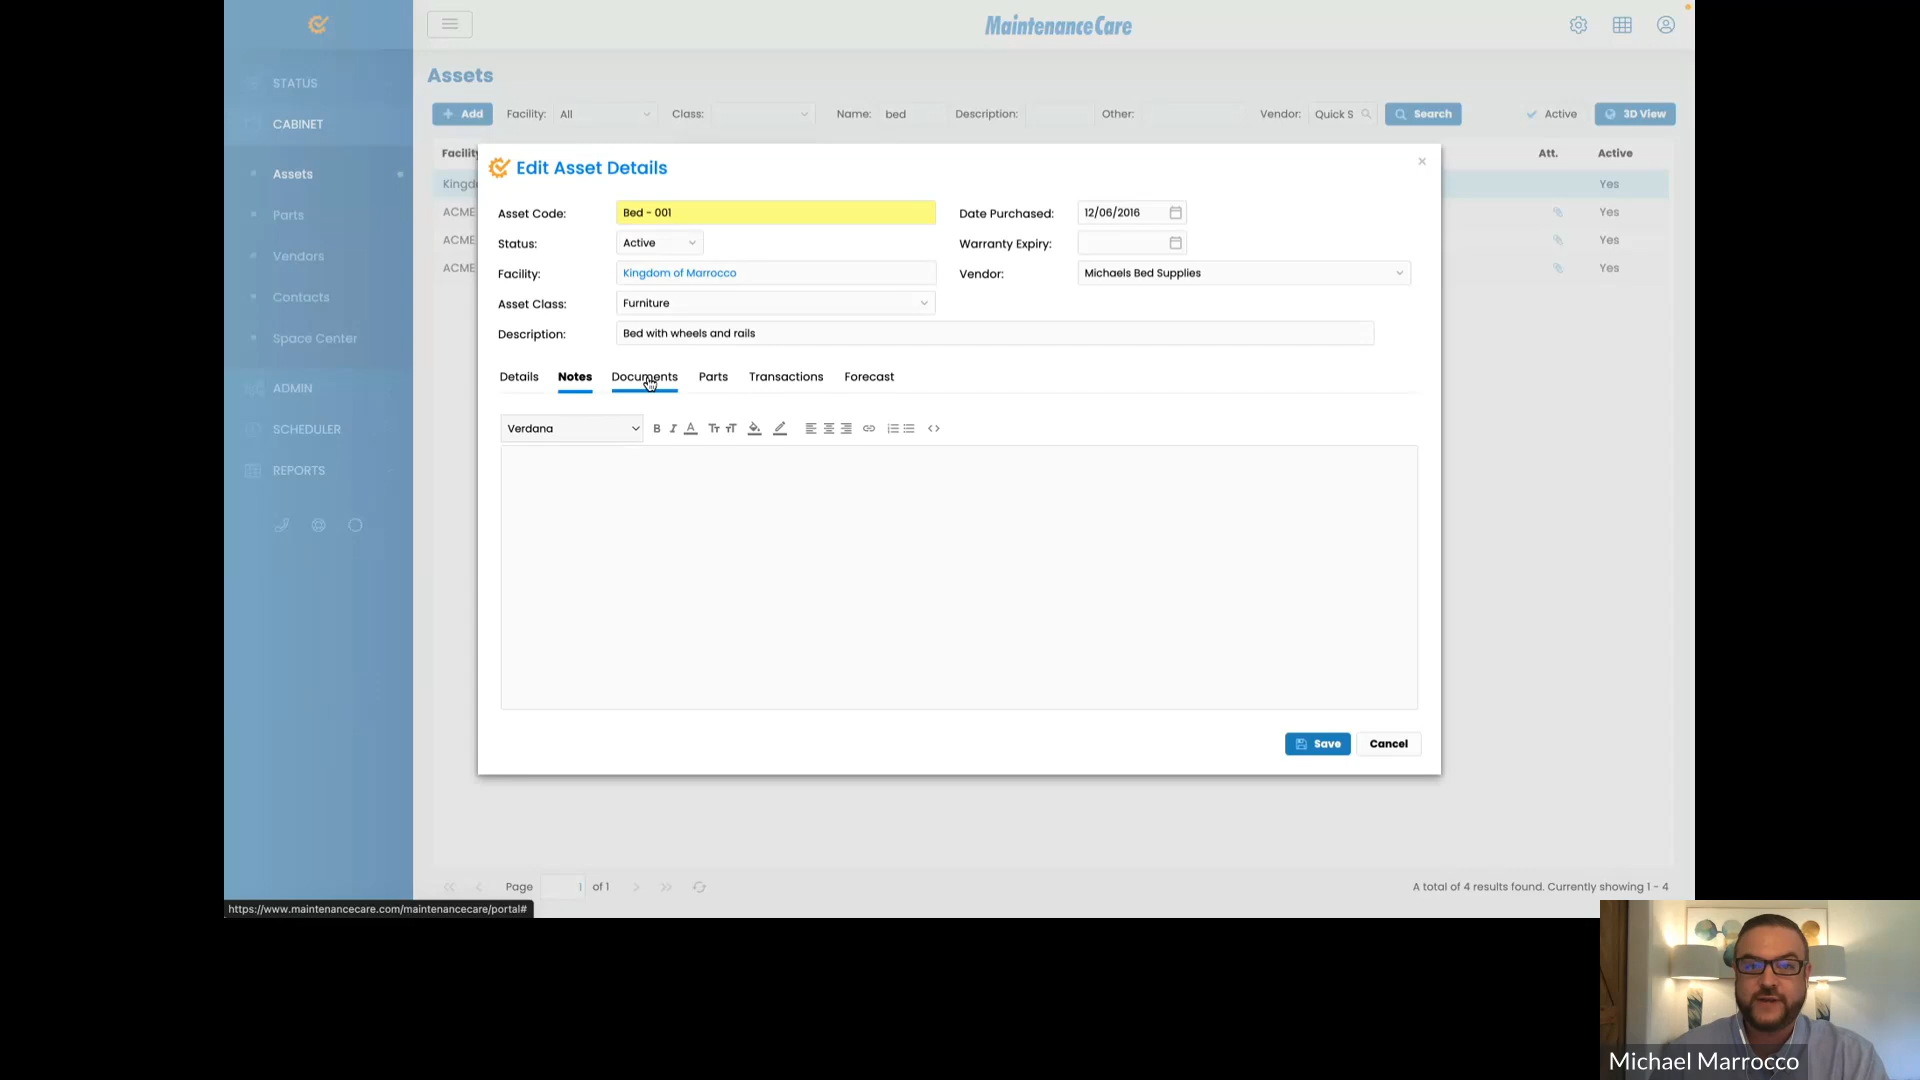 MaintenanceCare
STATUS
CABINET
Assets
Parts
Vendors
Contacts
Space Center
ADMIN
SCHEDULER
REPORTS
Assets
Add Facility: All Class: Name: bed Description: Other: Vendor: Quick S Search Active 3D View
Facility Att. Active
Kingd Yes
ACME Yes
ACME Yes
ACME Yes
Edit Asset Details
Asset Code: Bed - 001 Date Purchased: 12/06/2016
Status: Active Warranty Expiry:
Facility: Kingdom of Marrocco Vendor: Michaels Bed Supplies
Asset Class: Furniture
Description: Bed with wheels and rails
Details Notes Documents Parts Transactions Forecast
Verdana
Save Cancel
Page 1 of 1 A total of 4 results found. Currently showing 1 - 4
https://www.maintenancecare.com/maintenancecare/portal#
Michael Marrocco